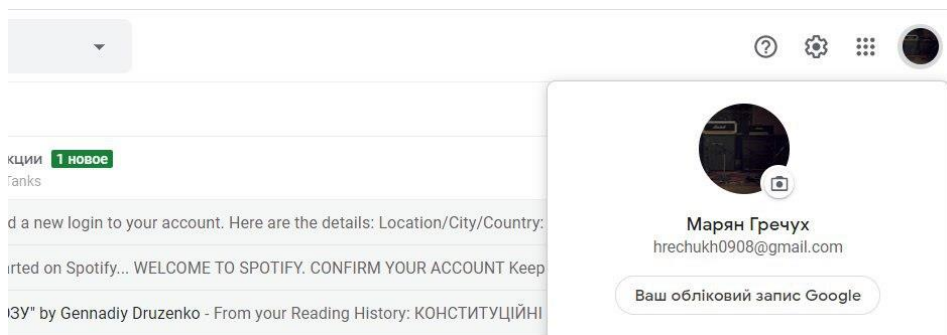 кции 1 новое
Tanks
d a new login to your account. Here are the details: Location/City/Country:
rted on Spotify... WELCOME TO SPOTIFY. CONFIRM YOUR ACCOUNT Keep
ОЗУ" by Gennadiy Druzenko - From your Reading History: КОНСТИТУЦІЙНІ
Марян Гречух
hrechukh0908@gmail.com
Ваш обліковий запис Google